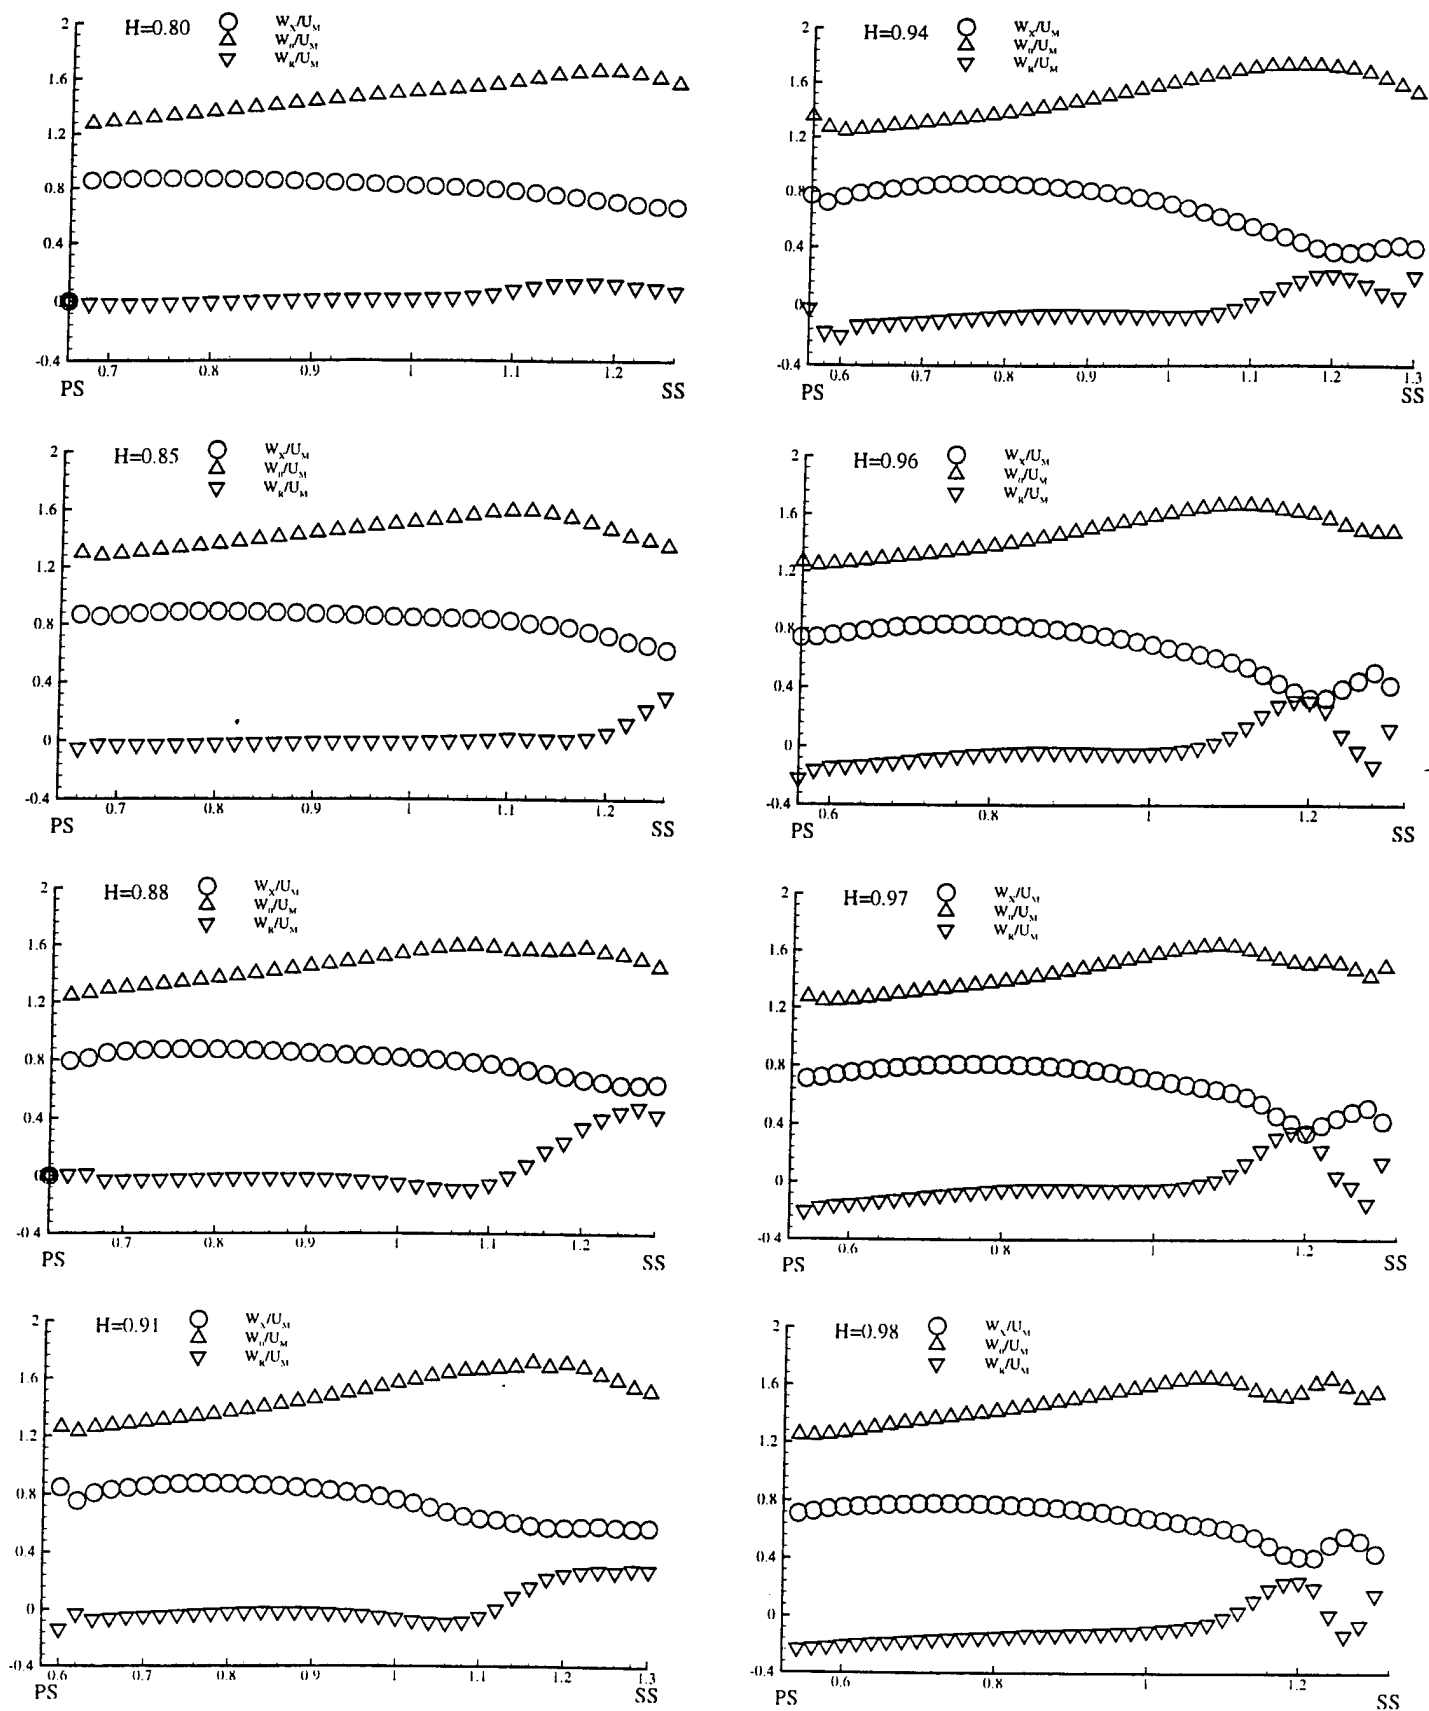 H=0.80
W_X/U_M
W_θ/U_M
W_R/U_M
2
1.6
1.2
0.8
0.4
0
-0.4
0.7 0.8 0.9 1 1.1 1.2
PS SS
H=0.94
W_X/U_M
W_θ/U_M
W_R/U_M
2
1.6
1.2
0.8
0.4
0
-0.4
0.6 0.7 0.8 0.9 1 1.1 1.2 1.3
PS SS
H=0.85
W_X/U_M
W_θ/U_M
W_R/U_M
2
1.6
1.2
0.8
0.4
0
-0.4
0.7 0.8 0.9 1 1.1 1.2
PS SS
H=0.96
W_X/U_M
W_θ/U_M
W_R/U_M
2
1.6
1.2
0.8
0.4
0
-0.4
0.6 0.8 1 1.2
PS SS
H=0.88
W_X/U_M
W_θ/U_M
W_R/U_M
2
1.6
1.2
0.8
0.4
0
-0.4
0.7 0.8 0.9 1 1.1 1.2
PS SS
H=0.97
W_X/U_M
W_θ/U_M
W_R/U_M
2
1.6
1.2
0.8
0.4
0
-0.4
0.6 0.8 1 1.2
PS SS
H=0.91
W_X/U_M
W_θ/U_M
W_R/U_M
2
1.6
1.2
0.8
0.4
0
-0.4
0.6 0.7 0.8 0.9 1 1.1 1.2 1.3
PS SS
H=0.98
W_X/U_M
W_θ/U_M
W_R/U_M
2
1.6
1.2
0.8
0.4
0
-0.4
0.6 0.8 1 1.2
PS SS